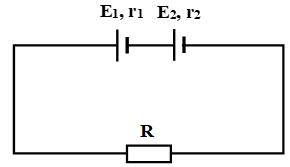 E₁, r₁ E₂, r₂
R